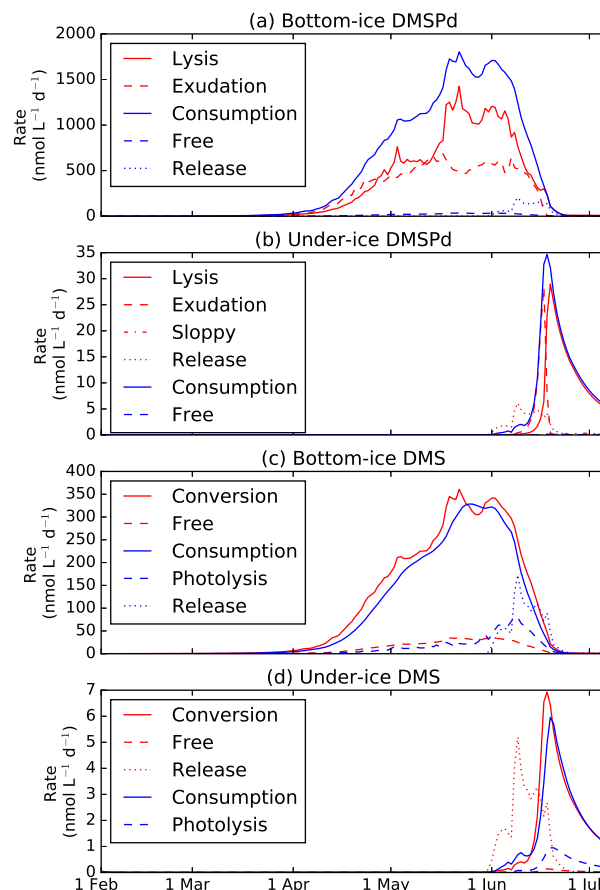 (a) Bottom-ice DMSPd
2000
1500
1000
500
0
Rate
(nmol L⁻¹ d⁻¹)
Lysis
Exudation
Consumption
Free
Release
(b) Under-ice DMSPd
35
30
25
20
15
10
5
0
Rate
(nmol L⁻¹ d⁻¹)
Lysis
Exudation
Sloppy
Release
Consumption
Free
(c) Bottom-ice DMS
400
350
300
250
200
150
100
50
0
Rate
(nmol L⁻¹ d⁻¹)
Conversion
Free
Consumption
Photolysis
Release
(d) Under-ice DMS
7
6
5
4
3
2
1
0
Rate
(nmol L⁻¹ d⁻¹)
Conversion
Free
Release
Consumption
Photolysis
1 Feb 1 Mar 1 Apr 1 May 1 Jun 1 Jul